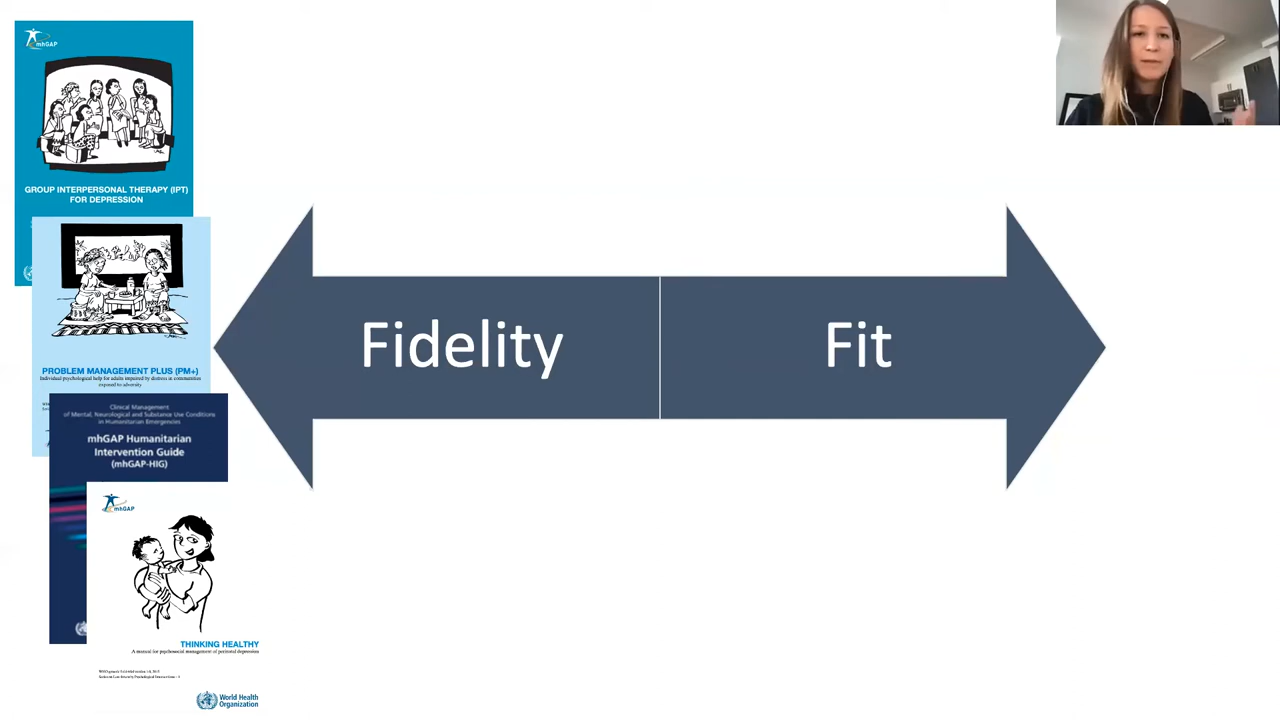 mhGAP
GROUP INTERPERSONAL THERAPY (IPT)
FOR DEPRESSION
PROBLEM MANAGEMENT PLUS (PM+)
Individual psychological help for adults impaired by distress in communities
exposed to adversity
Clinical Management
of Mental, Neurological and Substance Use Conditions
in Humanitarian Emergencies
mhGAP Humanitarian
Intervention Guide
(mhGAP-HIG)
mhGAP
THINKING HEALTHY
A manual for psychosocial management of perinatal depression
World Health
Organization
Fidelity
Fit